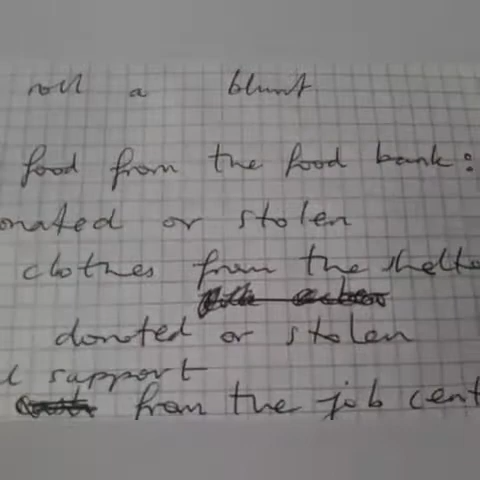 roll a blunt
food from the food bank:
onated or stolen
clothes from the shelte
donated or stolen
l support
from the job cent